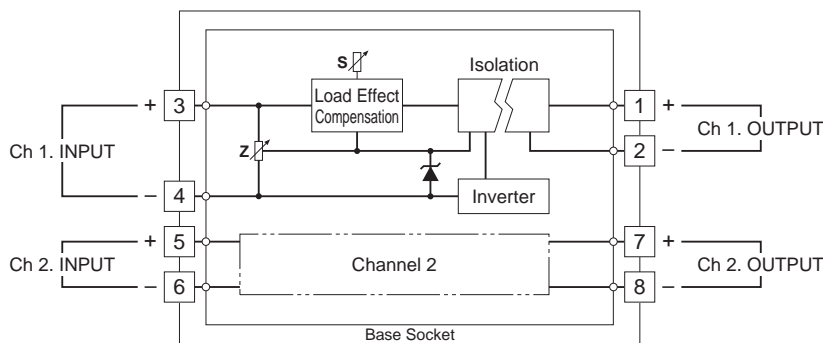 S
Isolation
Load Effect
Compensation
+ 3
1 +
Ch 1. INPUT
Ch 1. OUTPUT
Z
2 −
− 4
Inverter
+ 5
7 +
Ch 2. INPUT
Channel 2
Ch 2. OUTPUT
− 6
8 −
Base Socket